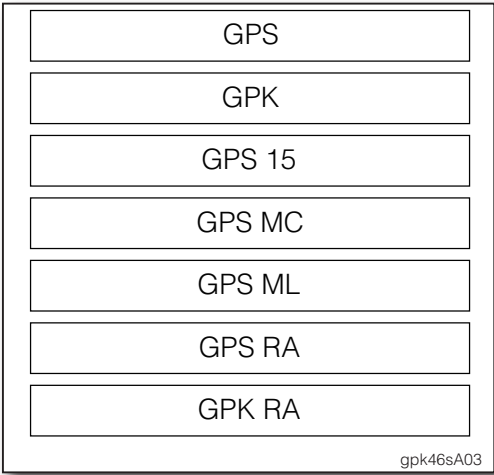 GPS
GPK
GPS 15
GPS MC
GPS ML
GPS RA
GPK RA
gpk46sA03